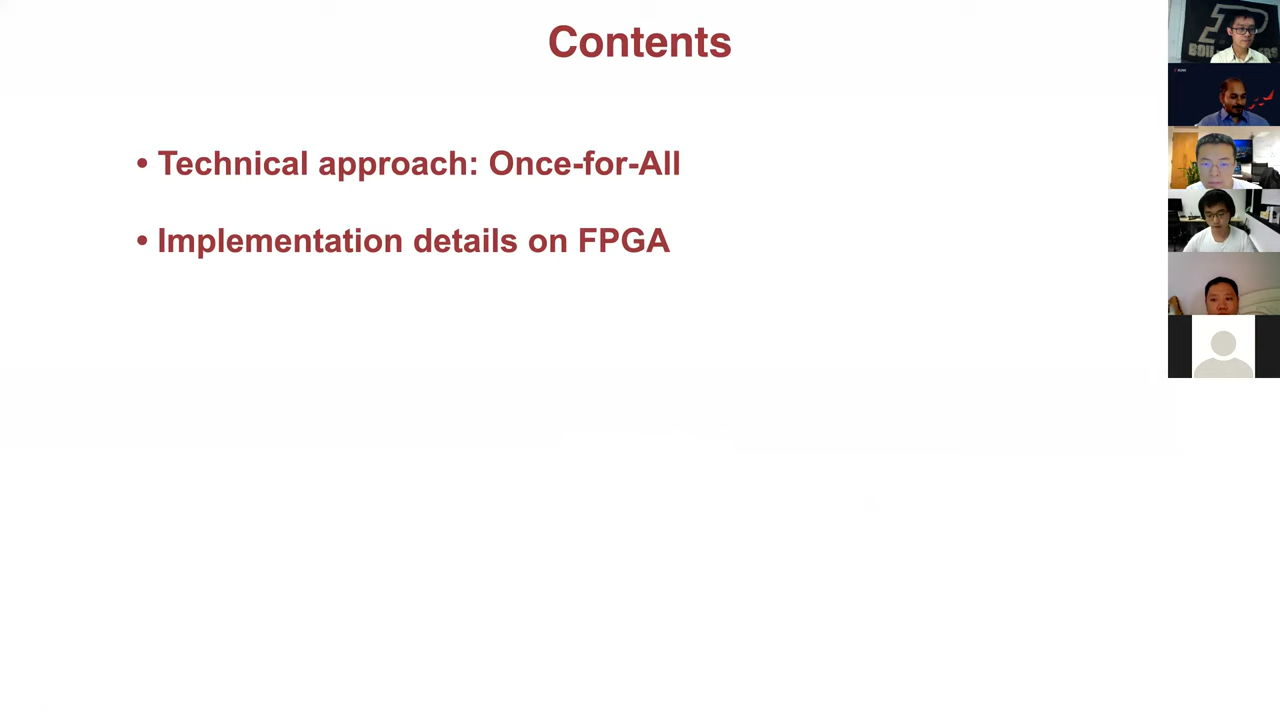 Contents
• Technical approach: Once-for-All
• Implementation details on FPGA